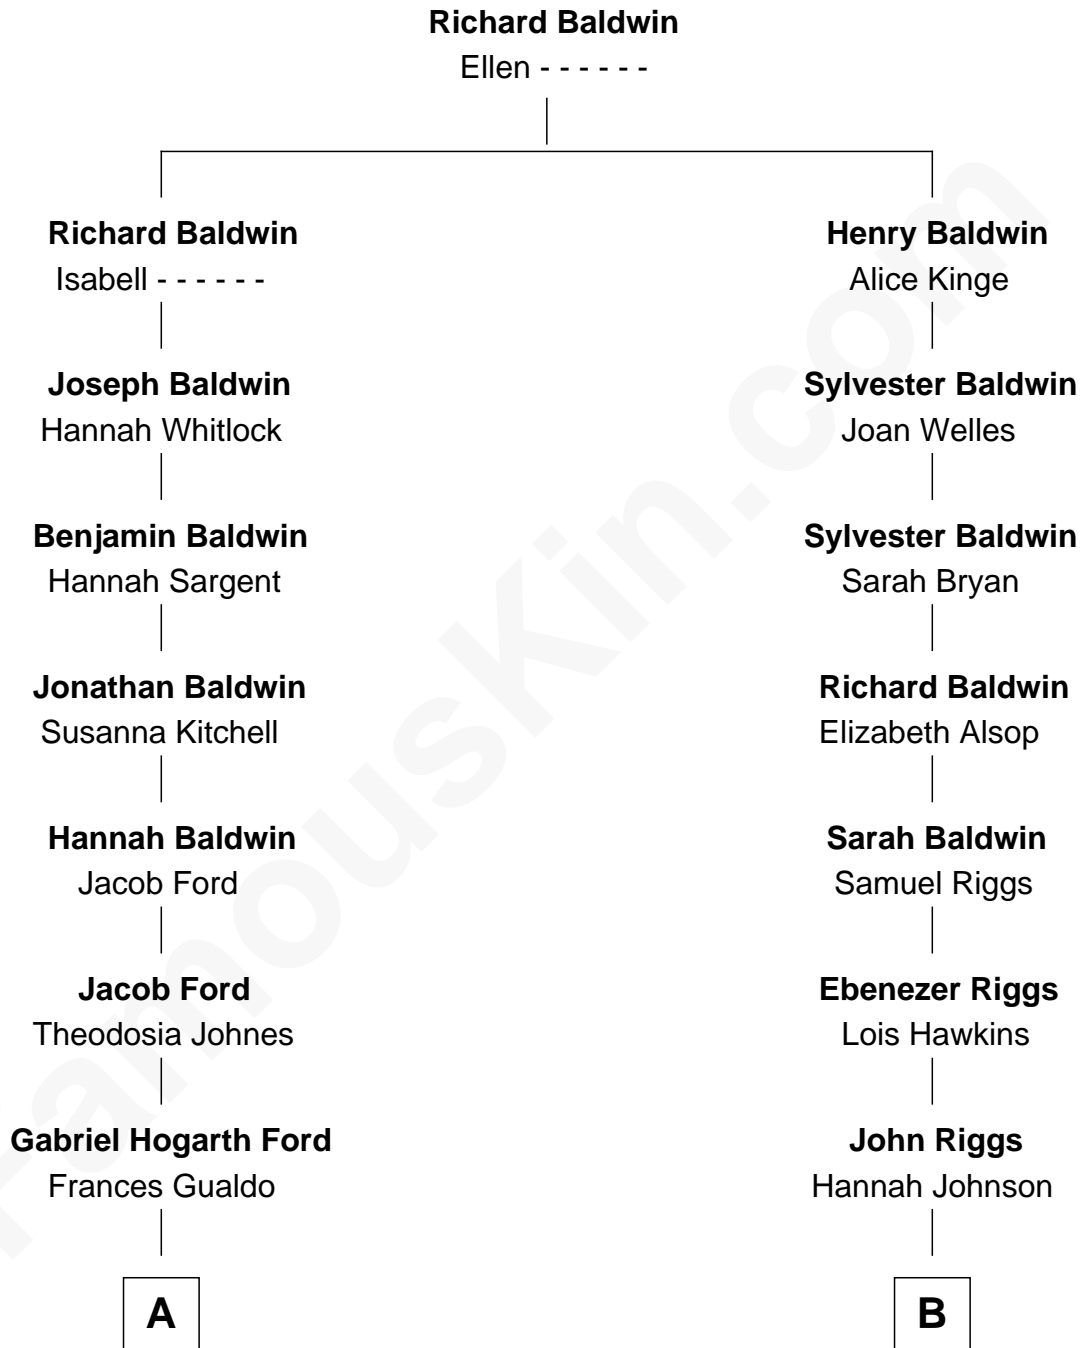 Richard Baldwin
Ellen - - - - - -
Richard Baldwin
Isabell - - - - - -
Henry Baldwin
Alice Kinge
Joseph Baldwin
Hannah Whitlock
Sylvester Baldwin
Joan Welles
Benjamin Baldwin
Hannah Sargent
Sylvester Baldwin
Sarah Bryan
Jonathan Baldwin
Susanna Kitchell
Richard Baldwin
Elizabeth Alsop
Hannah Baldwin
Jacob Ford
Sarah Baldwin
Samuel Riggs
Jacob Ford
Theodosia Johnes
Ebenezer Riggs
Lois Hawkins
Gabriel Hogarth Ford
Frances Gualdo
John Riggs
Hannah Johnson
A
B
FamousKin.com